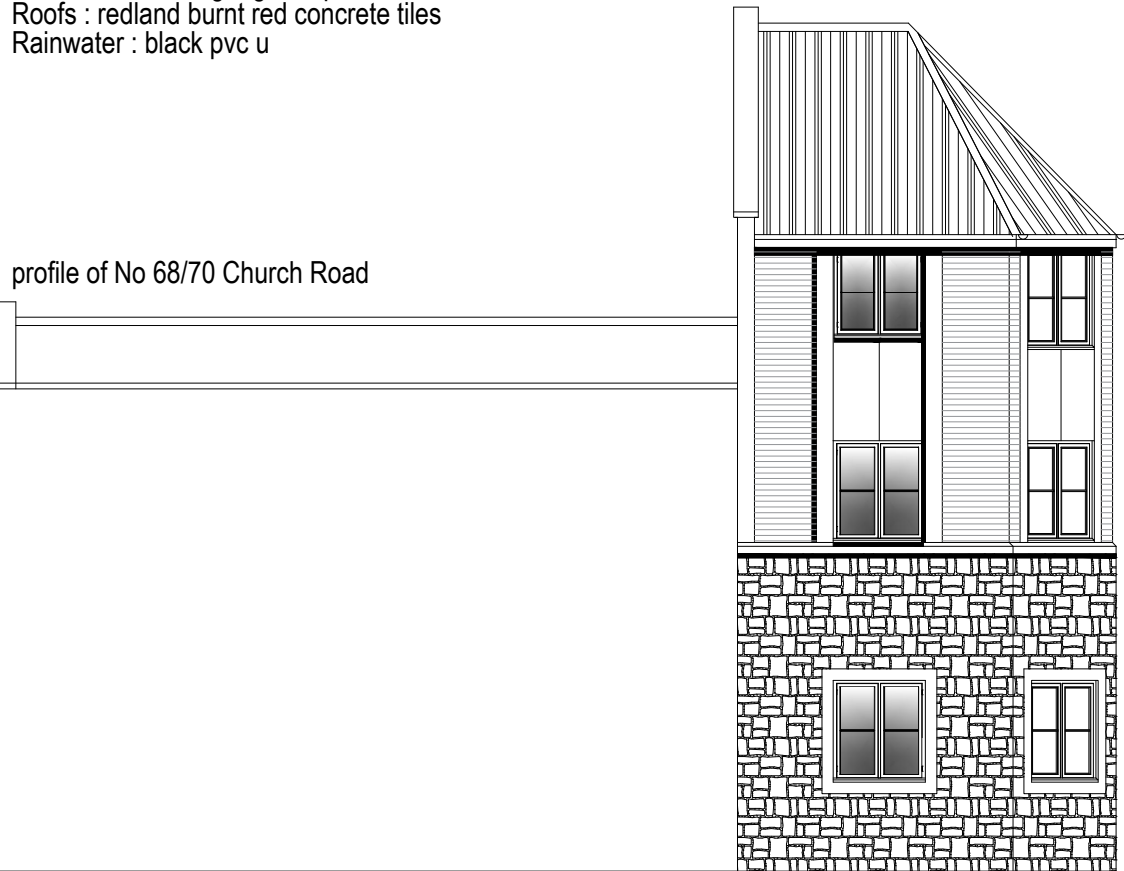 Roofs : redland burnt red concrete tiles
Rainwater : black pvc u
profile of No 68/70 Church Road